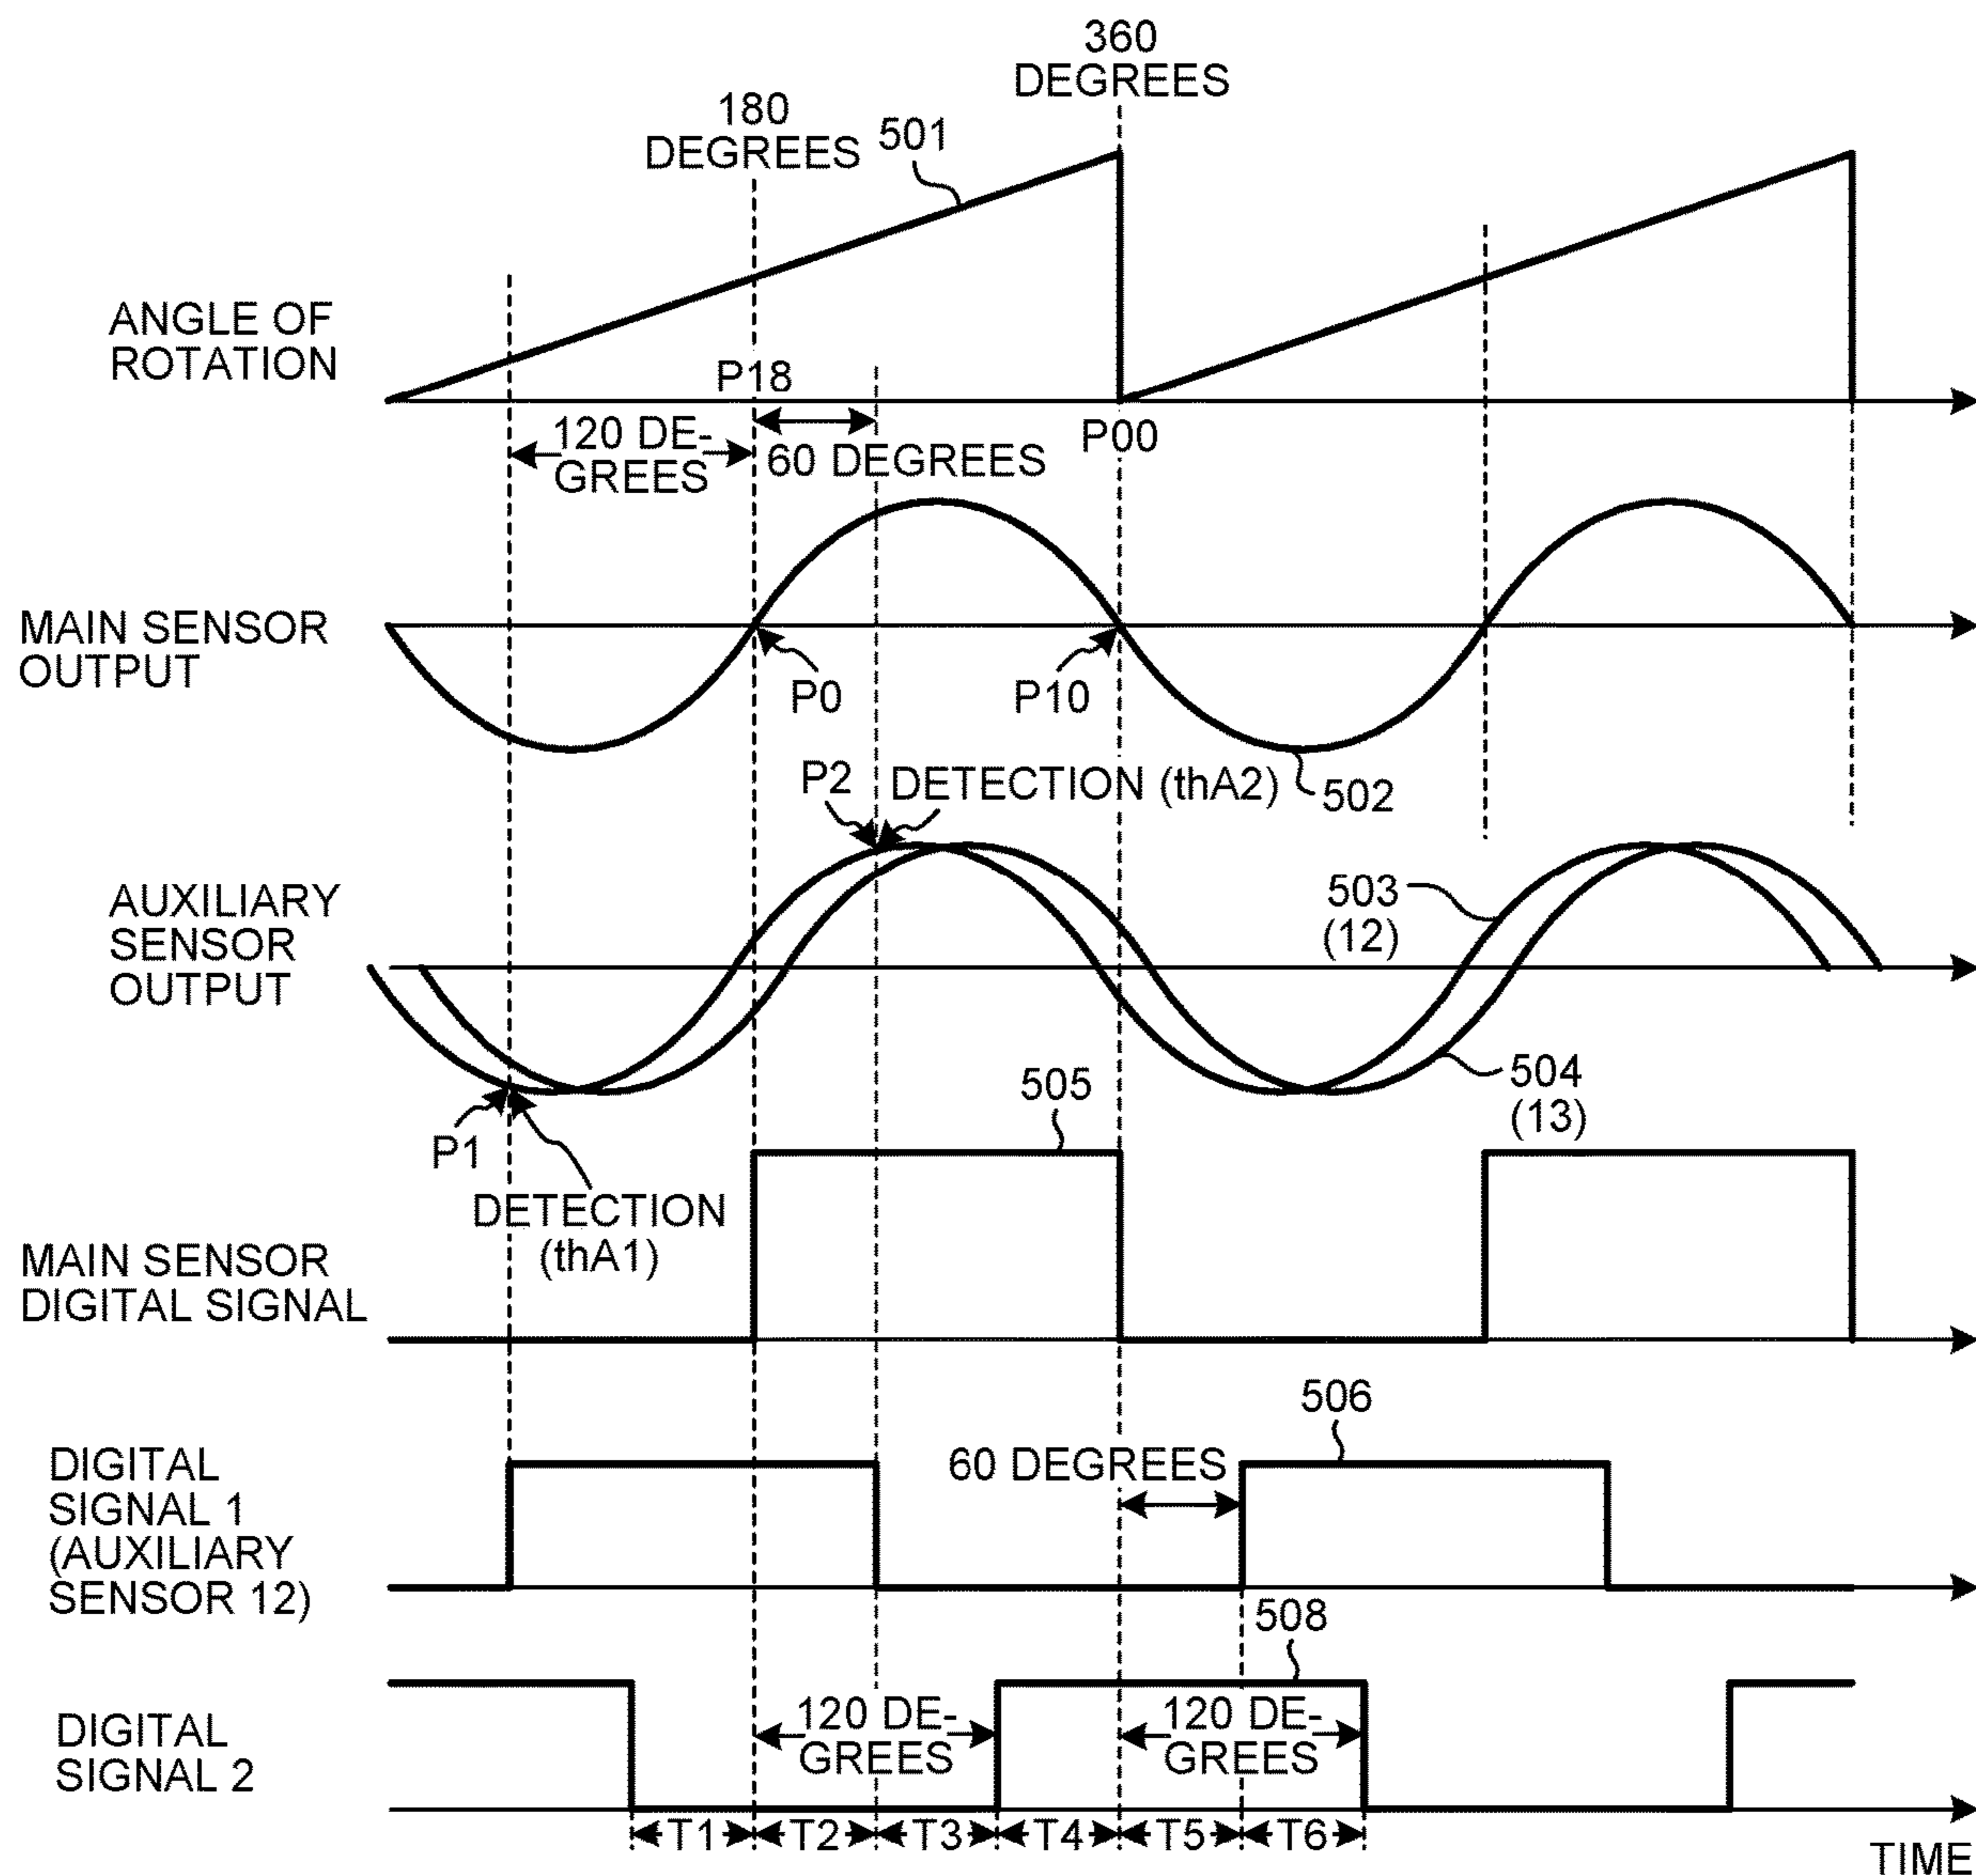 360
DEGREES
180
DEGREES
501
ANGLE OF
ROTATION
P18
P00
120 DE-
GREES
60 DEGREES
MAIN SENSOR
OUTPUT
P0
P10
502
P2
DETECTION (thA2)
AUXILIARY
SENSOR
OUTPUT
503
(12)
504
(13)
P1
DETECTION
(thA1)
505
MAIN SENSOR
DIGITAL SIGNAL
506
DIGITAL
SIGNAL 1
(AUXILIARY
SENSOR 12)
60 DEGREES
508
DIGITAL
SIGNAL 2
120 DE-
GREES
120 DE-
GREES
T1 T2 T3 T4 T5 T6
TIME